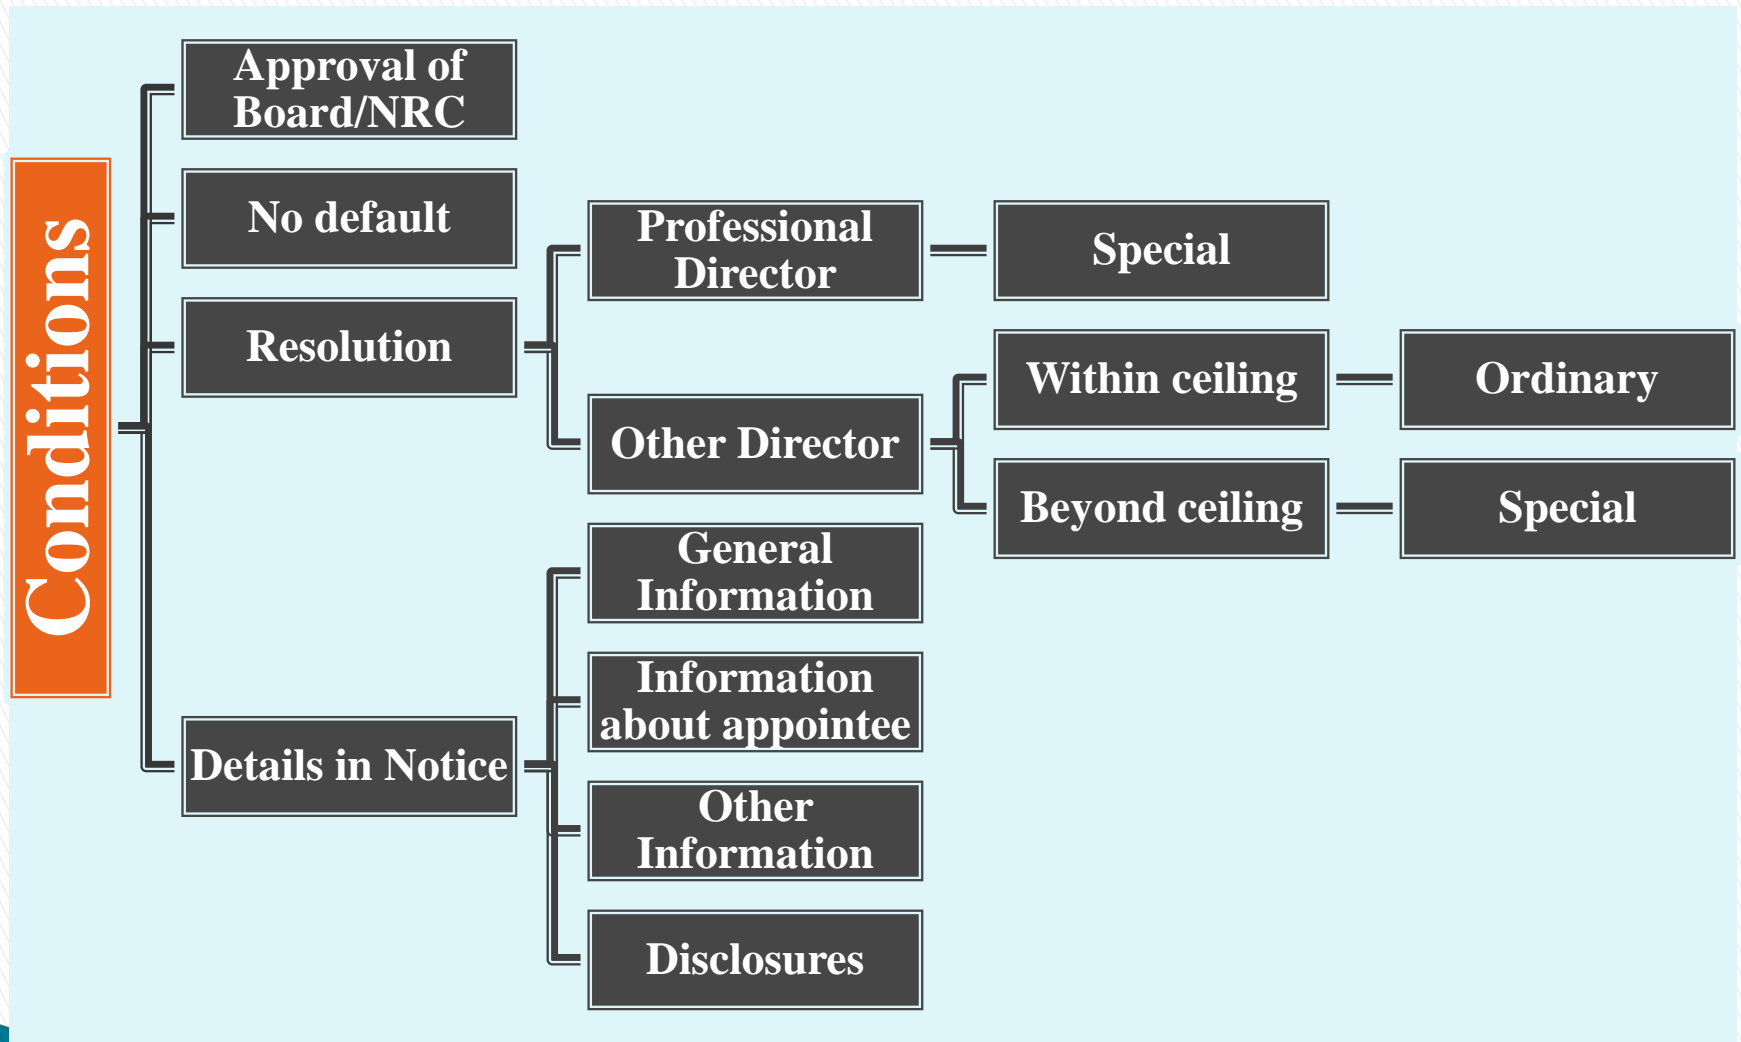 Conditions
Approval of
Board/NRC
No default
Resolution
Professional
Director
Special
Other Director
Within ceiling
Ordinary
Beyond ceiling
Special
Details in Notice
General
Information
Information
about appointee
Other
Information
Disclosures